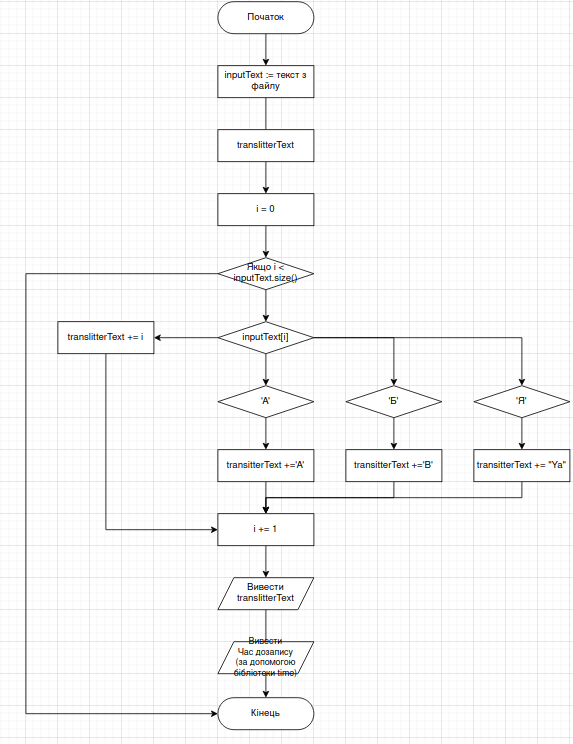 Початок
inputText := текст з
файлу
translitterText
i = 0
Якщо i <
inputText.size()
translitterText += i
inputText[i]
'А'
'Б'
'Я'
transitterText +='A'
transitterText +='B'
transitterText += "Ya"
i += 1
Вивести
translitterText
Вивести
Час дозапису
(за допомогою
бібліотеки time)
Кінець